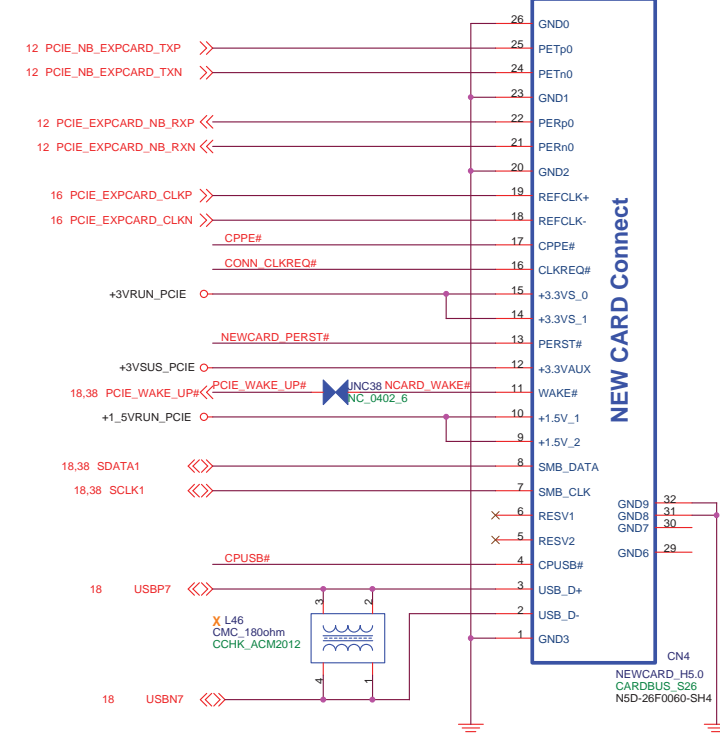 26 GND0
12 PCIE_NB_EXPCARD_TXP 25 PETp0
12 PCIE_NB_EXPCARD_TXN 24 PETn0
23 GND1
12 PCIE_EXPCARD_NB_RXP 22 PERp0
12 PCIE_EXPCARD_NB_RXN 21 PERn0
20 GND2
16 PCIE_EXPCARD_CLKP 19 REFCLK+
16 PCIE_EXPCARD_CLKN 18 REFCLK-
CPPE# 17 CPPE#
CONN_CLKREQ# 16 CLKREQ#
+3VRUN_PCIE 15 +3.3VS_0
14 +3.3VS_1
NEWCARD_PERST# 13 PERST#
+3VSUS_PCIE 12 +3.3VAUX
18,38 PCIE_WAKE_UP# PCIE_WAKE_UP# UNC38 NCARD_WAKE# 11 WAKE#
NC_0402_6
+1_5VRUN_PCIE 10 +1.5V_1
9 +1.5V_2
18,38 SDATA1 8 SMB_DATA
18,38 SCLK1 7 SMB_CLK
6 RESV1
5 RESV2
CPUSB# 4 CPUSB#
18 USBP7 3 USB_D+
2 USB_D-
1 GND3
NEW CARD Connect
GND9 32
GND8 31
GND7 30
GND6 29
3 2
X L46
CMC_180ohm
CCHK_ACM2012
4 1
18 USBN7
CN4
NEWCARD_H5.0
CARDBUS_S26
N5D-26F0060-SH4